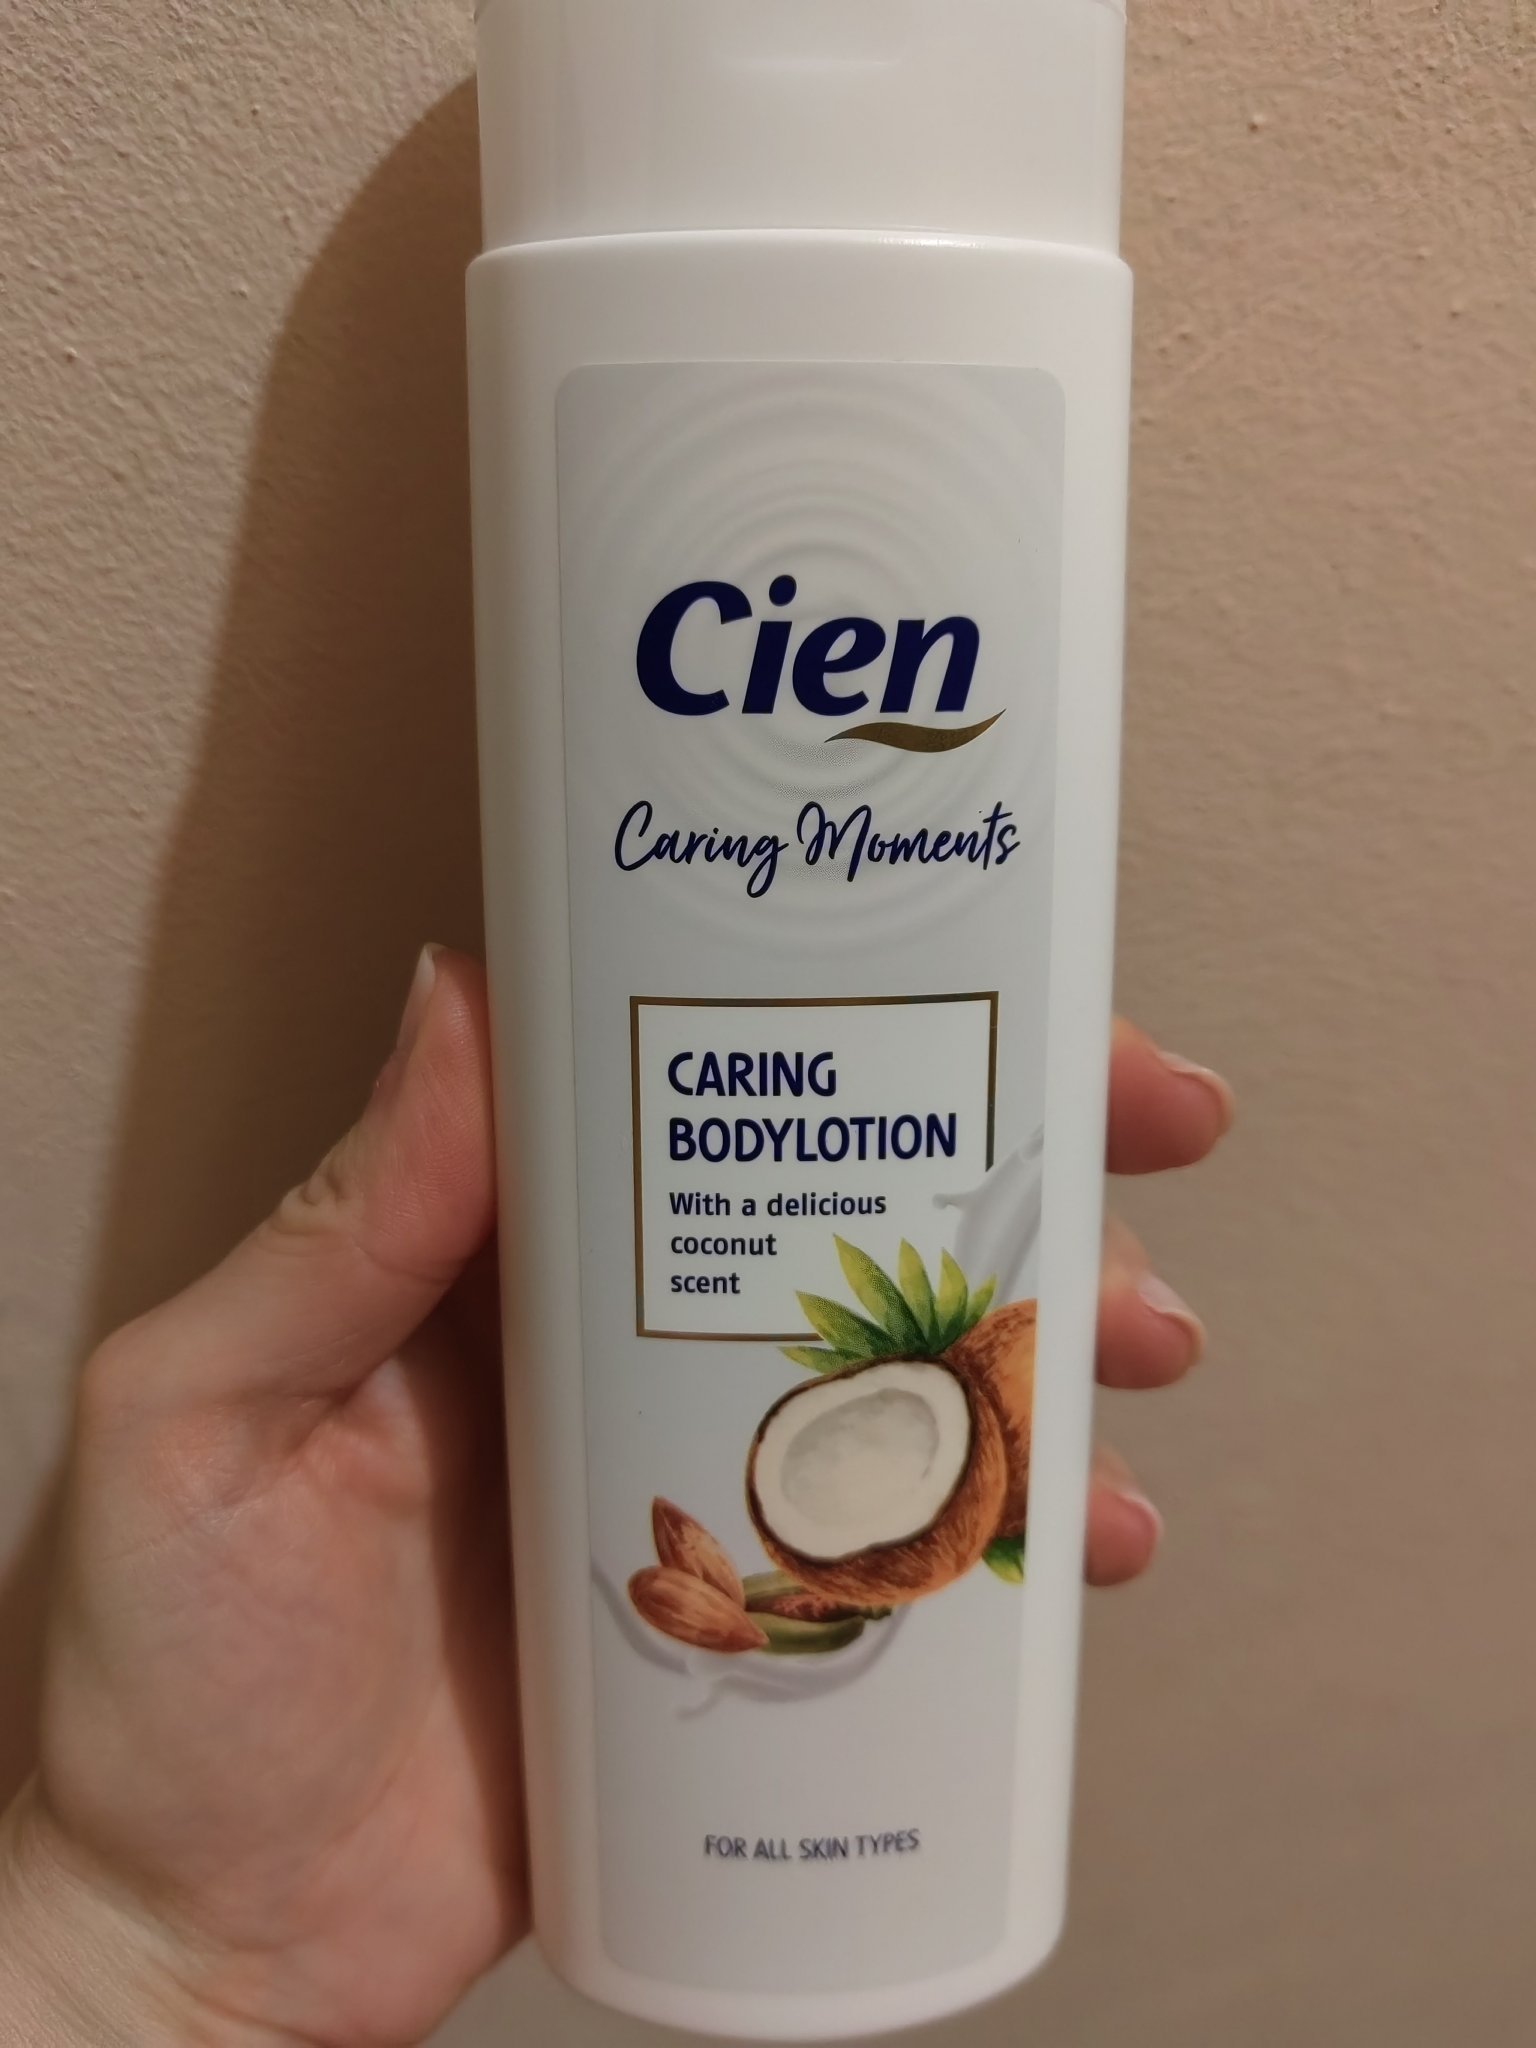 Cien
Caring Moments
CARING
BODYLOTION
With a delicious
coconut
scent
FOR ALL SKIN TYPES